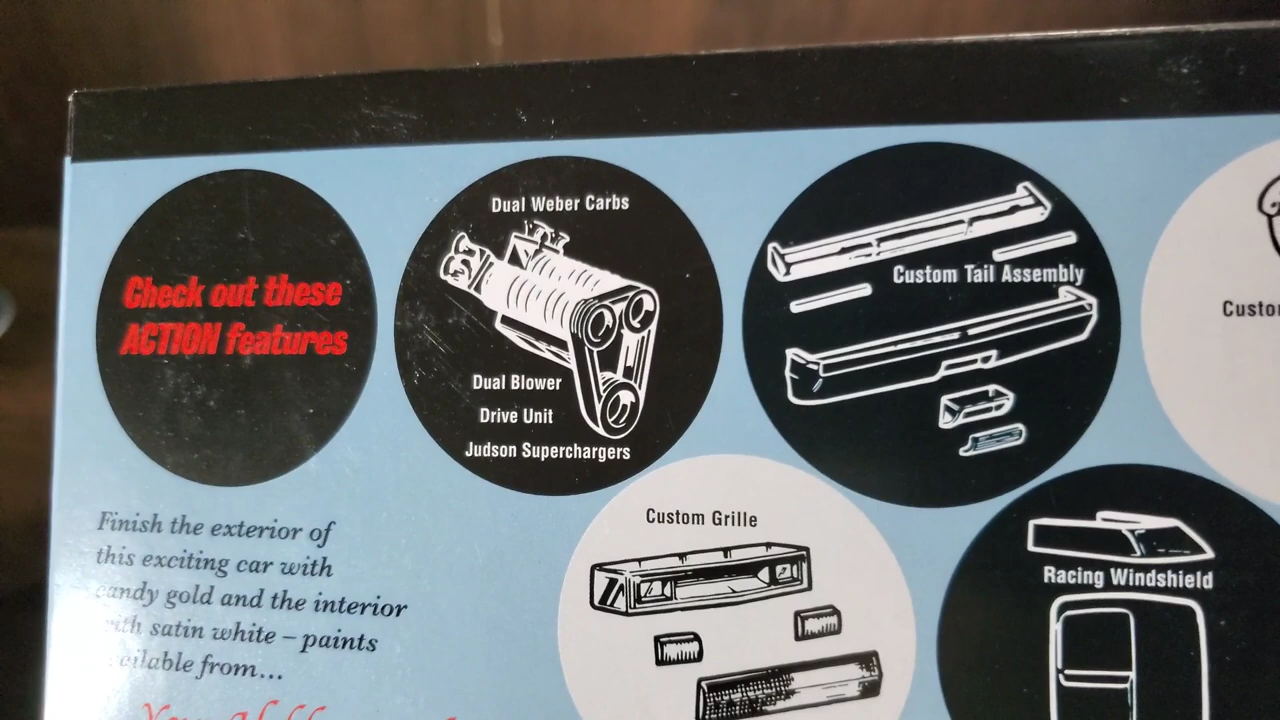 Check out these
ACTION features
Dual Weber Carbs
Dual Blower
Drive Unit
Judson Superchargers
Custom Tail Assembly
Custom Grille
Racing Windshield
Finish the exterior of
this exciting car with
candy gold and the interior
with satin white – paints
available from...